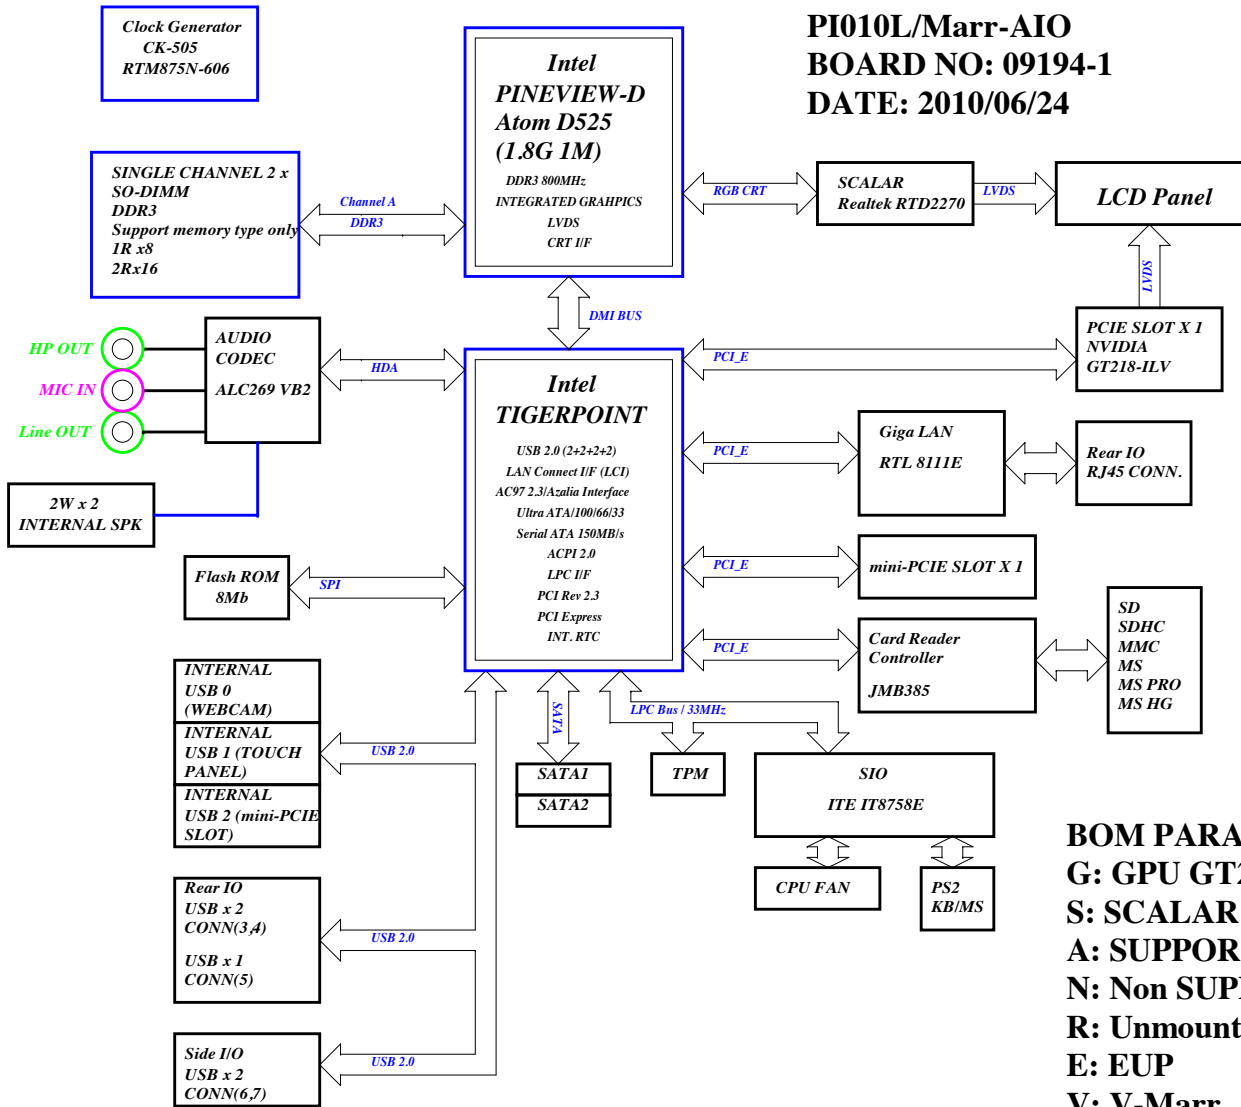 Clock Generator
CK-505
RTM875N-606
PI010L/Marr-AIO
BOARD NO: 09194-1
DATE: 2010/06/24
Intel
PINEVIEW-D
Atom D525
(1.8G 1M)
DDR3 800MHz
INTEGRATED GRAHPICS
LVDS
CRT I/F
SINGLE CHANNEL 2 x
SO-DIMM
DDR3
Support memory type only
1R x8
2Rx16
Channel A
DDR3
RGB CRT
SCALAR
Realtek RTD2270
LVDS
LCD Panel
LVDS
DMI BUS
HP OUT
MIC IN
Line OUT
AUDIO
CODEC
ALC269 VB2
HDA
2W x 2
INTERNAL SPK
Intel
TIGERPOINT
USB 2.0 (2+2+2+2)
LAN Connect I/F (LCI)
AC97 2.3/Azalia Interface
Ultra ATA/100/66/33
Serial ATA 150MB/s
ACPI 2.0
LPC I/F
PCI Rev 2.3
PCI Express
INT. RTC
PCI_E
PCIE SLOT X 1
NVIDIA
GT218-ILV
PCI_E
Giga LAN
RTL 8111E
Rear IO
RJ45 CONN.
PCI_E
mini-PCIE SLOT X 1
PCI_E
Card Reader
Controller
JMB385
SD
SDHC
MMC
MS
MS PRO
MS HG
Flash ROM
8Mb
SPI
INTERNAL
USB 0
(WEBCAM)
INTERNAL
USB 1 (TOUCH
PANEL)
INTERNAL
USB 2 (mini-PCIE
SLOT)
USB 2.0
SATA
SATA1
SATA2
LPC Bus / 33MHz
TPM
SIO
ITE IT8758E
CPU FAN
PS2
KB/MS
Rear IO
USB x 2
CONN(3,4)
USB x 1
CONN(5)
USB 2.0
Side I/O
USB x 2
CONN(6,7)
USB 2.0
BOM PARA
G: GPU GT2
S: SCALAR
A: SUPPOR
N: Non SUP
R: Unmount
E: EUP
V: V-Marr